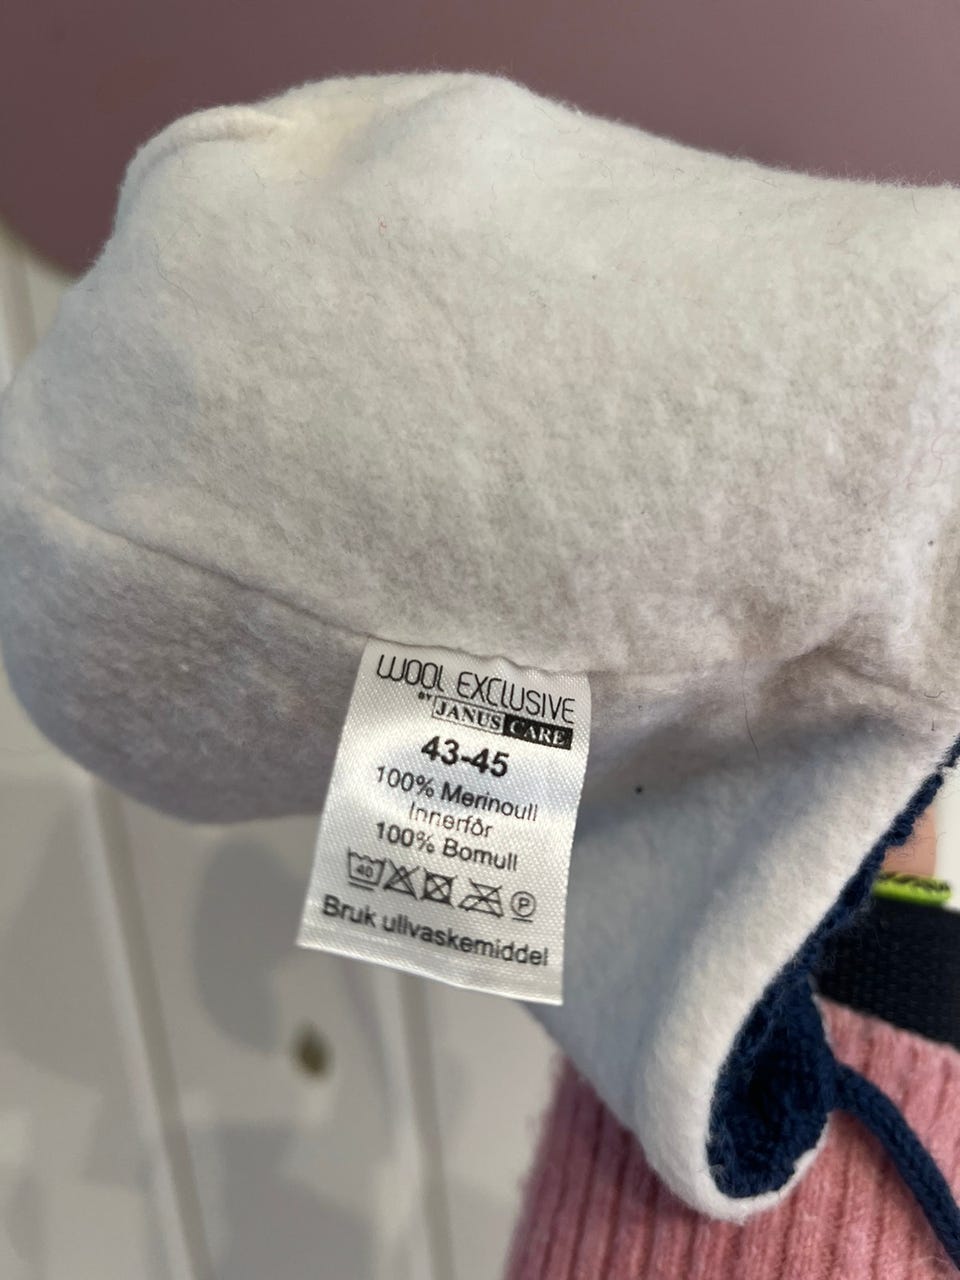 WOOL EXCLUSIVE
BY JANUS CARE
43-45
100% Merinoull
Innerfôr
100% Bomull
40 P
Bruk ullvaskemiddel